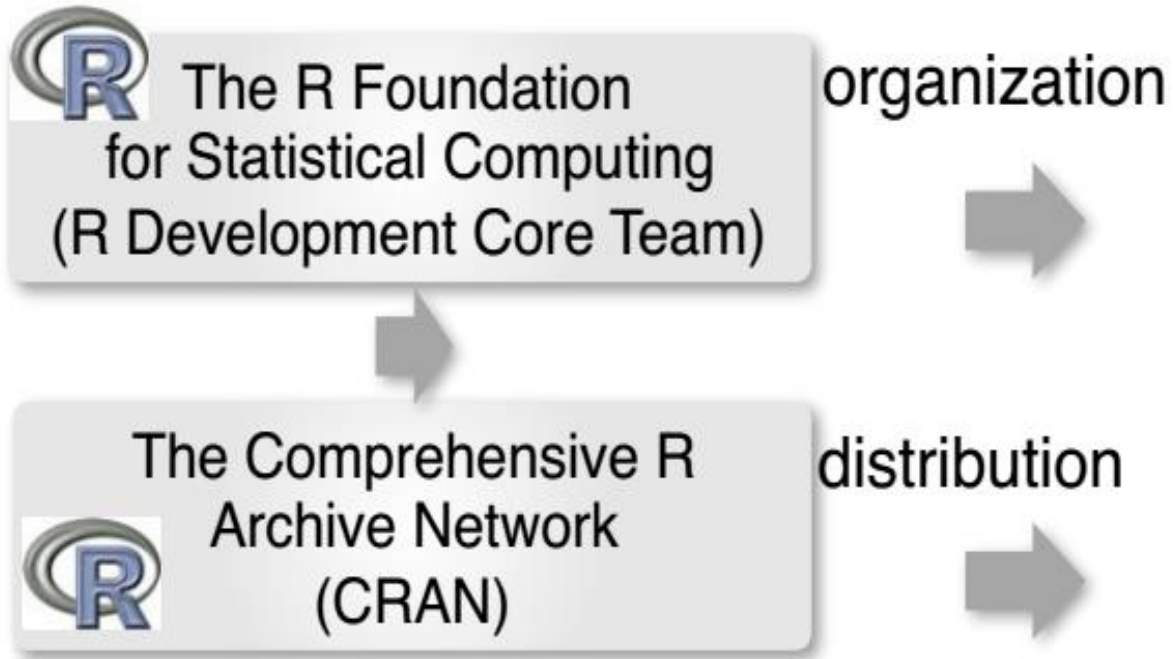 R
The R Foundation
for Statistical Computing
(R Development Core Team)
organization
The Comprehensive R
Archive Network
(CRAN)
R
distribution